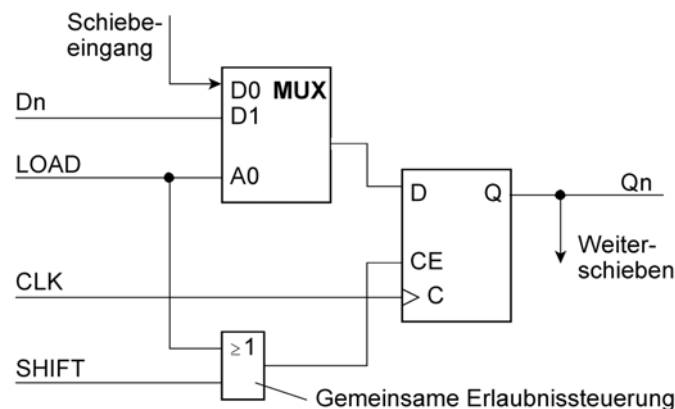 Schiebe-
eingang
Dn
LOAD
CLK
SHIFT
D0 MUX
D1
A0
D Q
CE
C
Qn
Weiter-
schieben
≥1
Gemeinsame Erlaubnissteuerung